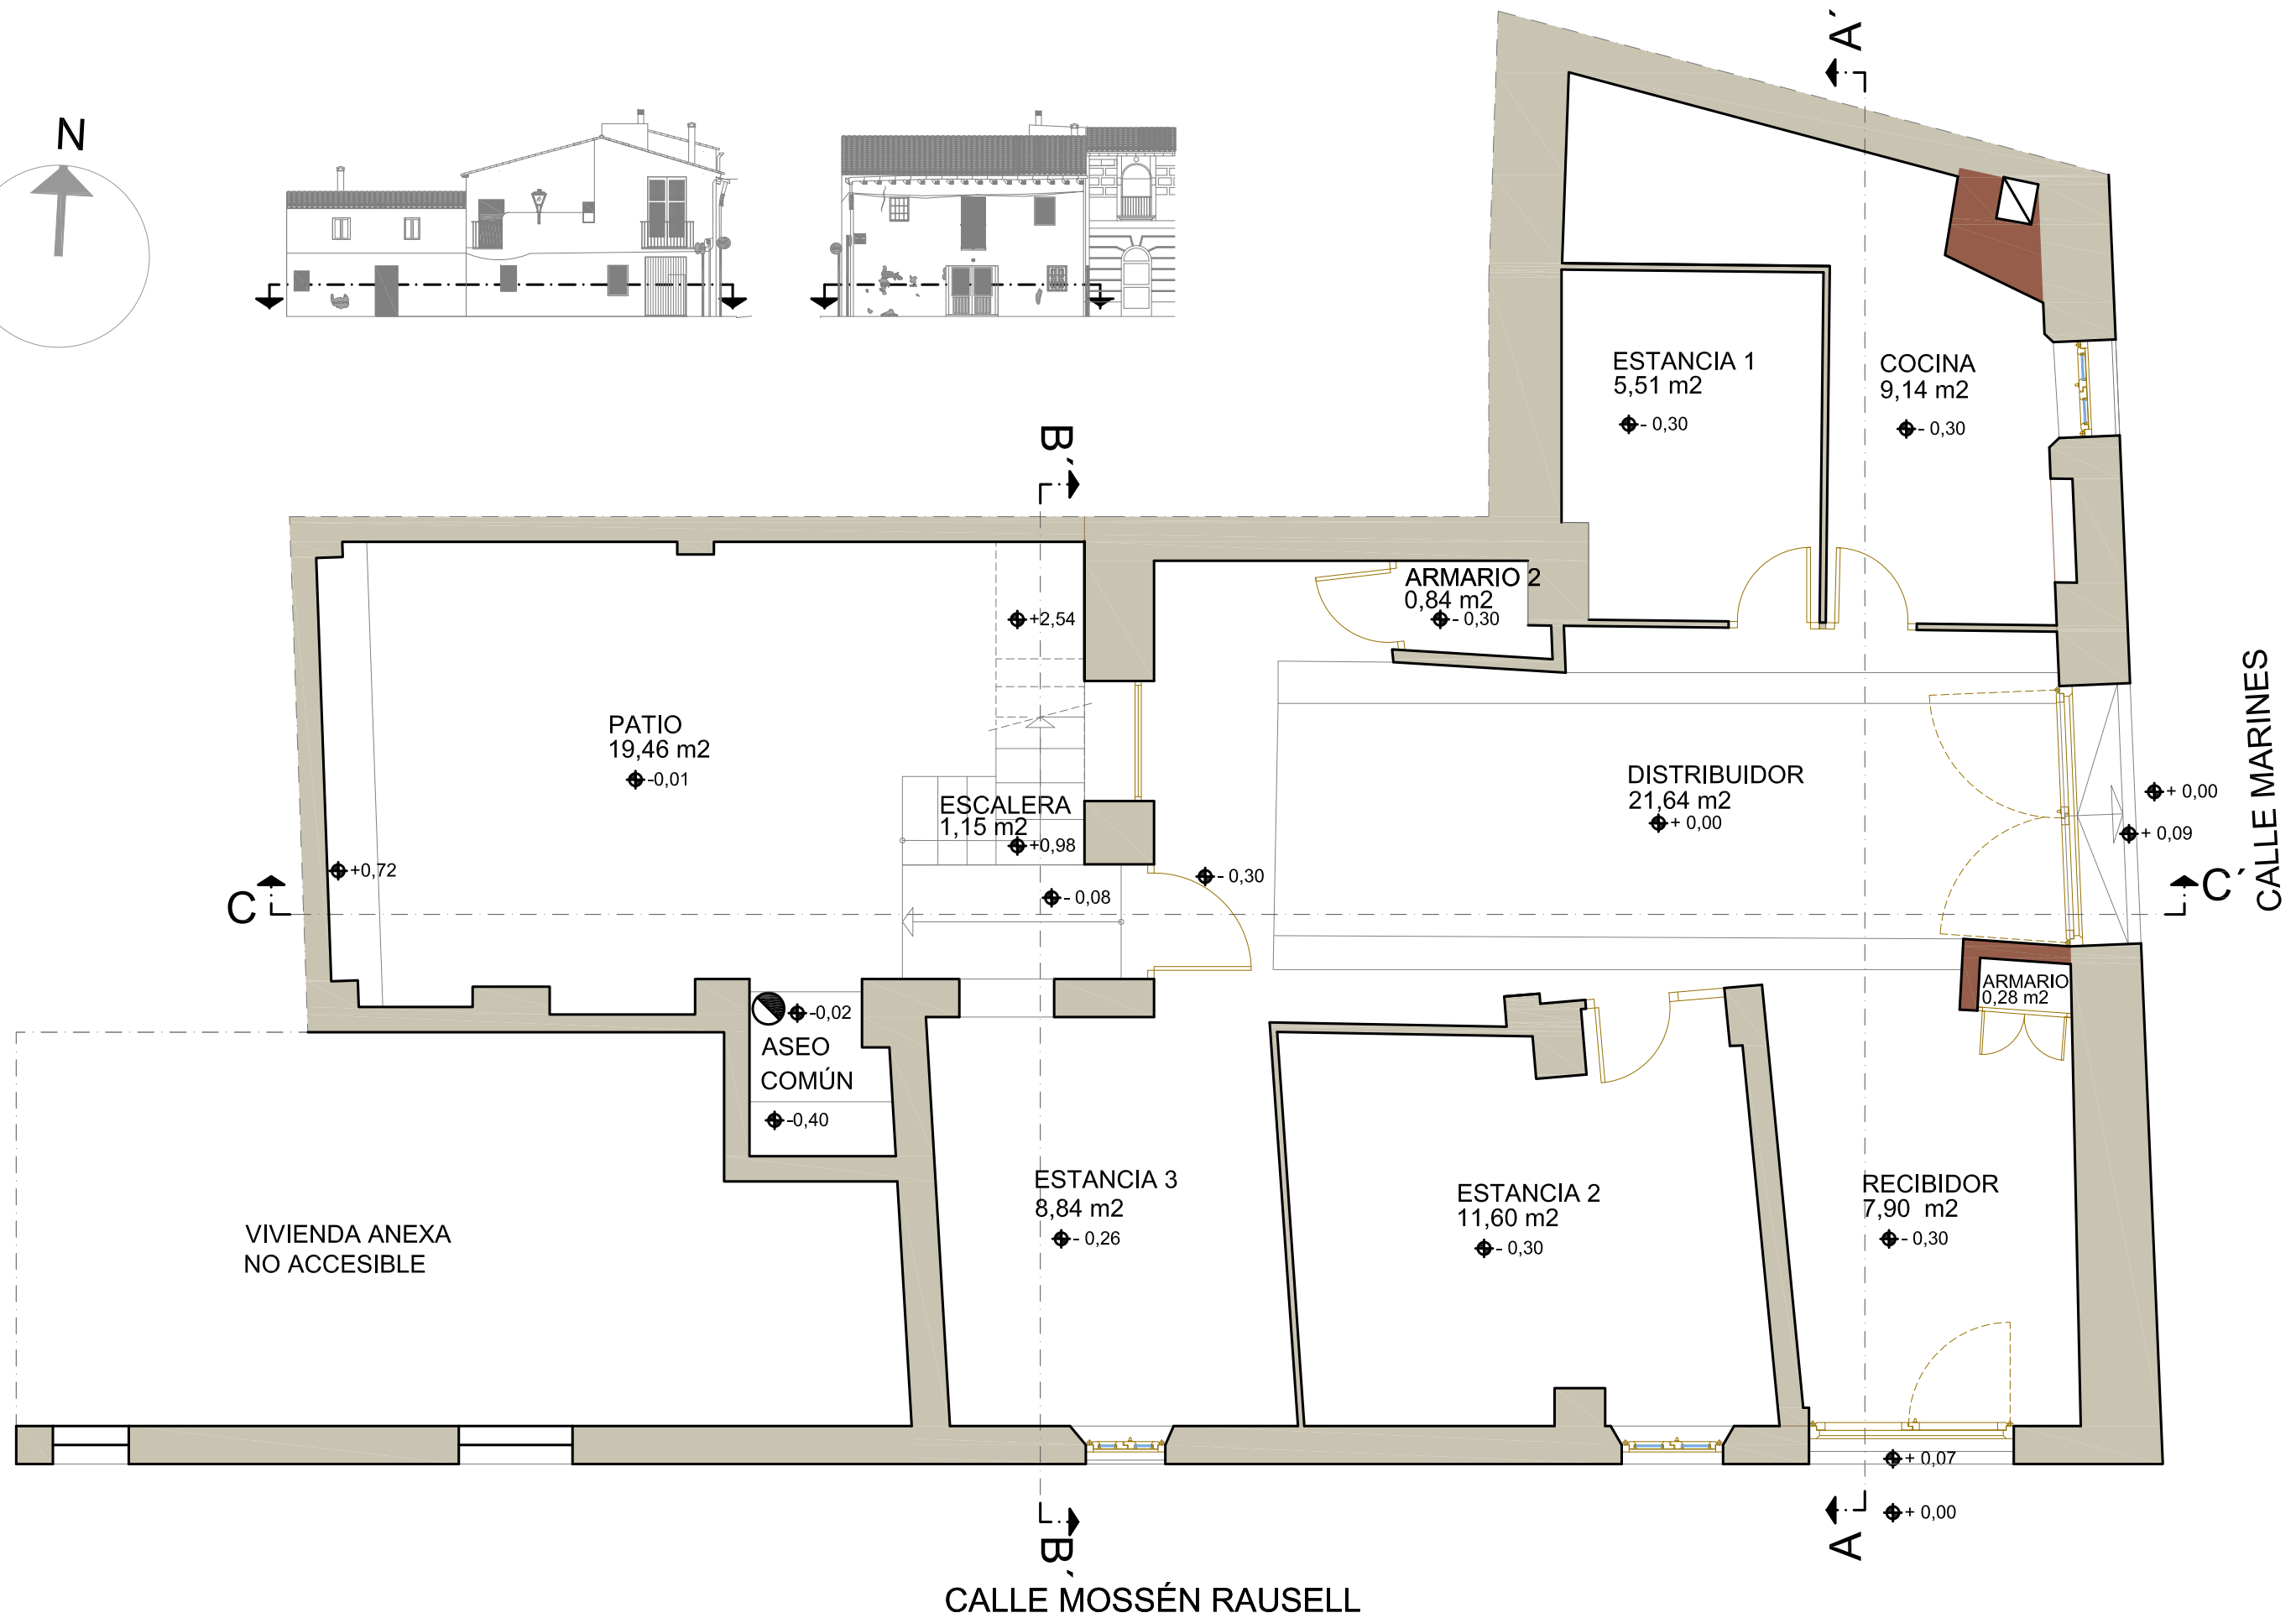 N
A´
B´
ESTANCIA 1
5,51 m2
- 0,30
COCINA
9,14 m2
- 0,30
ARMARIO 2
0,84 m2
- 0,30
+2,54
PATIO
19,46 m2
-0,01
ESCALERA
1,15 m2
+0,98
DISTRIBUIDOR
21,64 m2
+ 0,00
CALLE MARINES
+ 0,00
+ 0,09
+0,72
- 0,30
- 0,08
C
C´
ARMARIO
0,28 m2
-0,02
ASEO
COMÚN
-0,40
ESTANCIA 3
8,84 m2
- 0,26
ESTANCIA 2
11,60 m2
- 0,30
RECIBIDOR
7,90 m2
- 0,30
VIVIENDA ANEXA
NO ACCESIBLE
+ 0,07
+ 0,00
B´
A
CALLE MOSSÉN RAUSELL